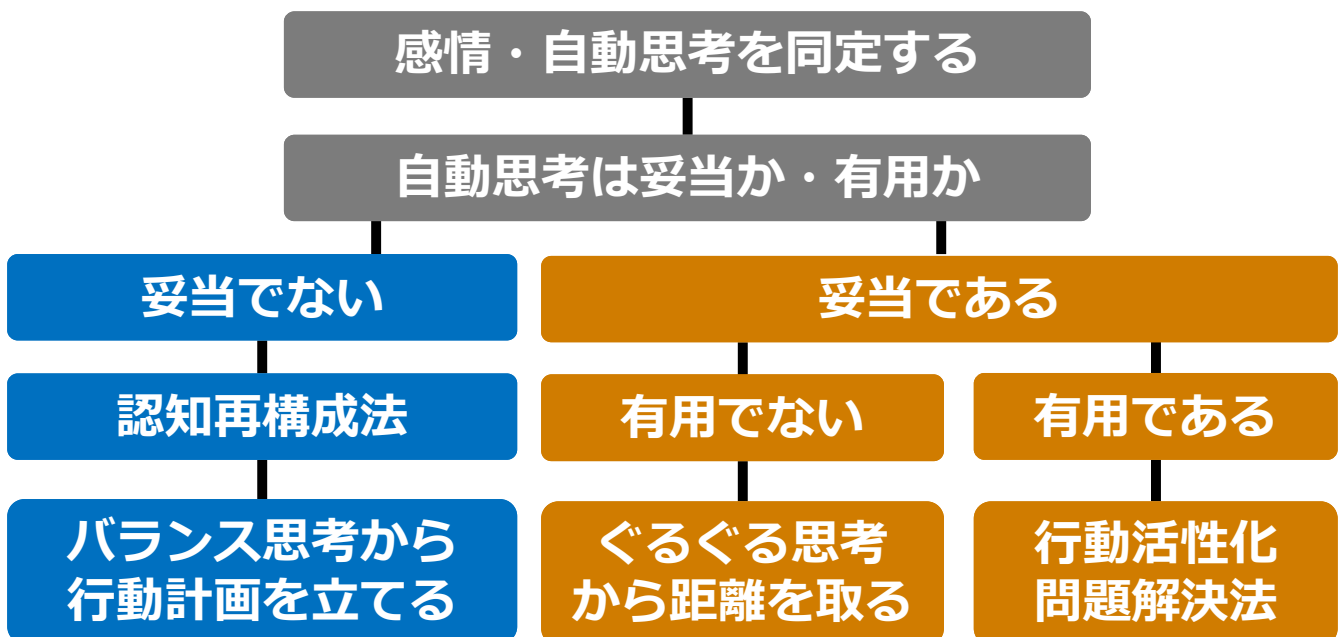 感情・自動思考を同定する
自動思考は妥当か・有用か
妥当でない
妥当である
認知再構成法
有用でない
有用である
バランス思考から
行動計画を立てる
ぐるぐる思考
から距離を取る
行動活性化
問題解決法